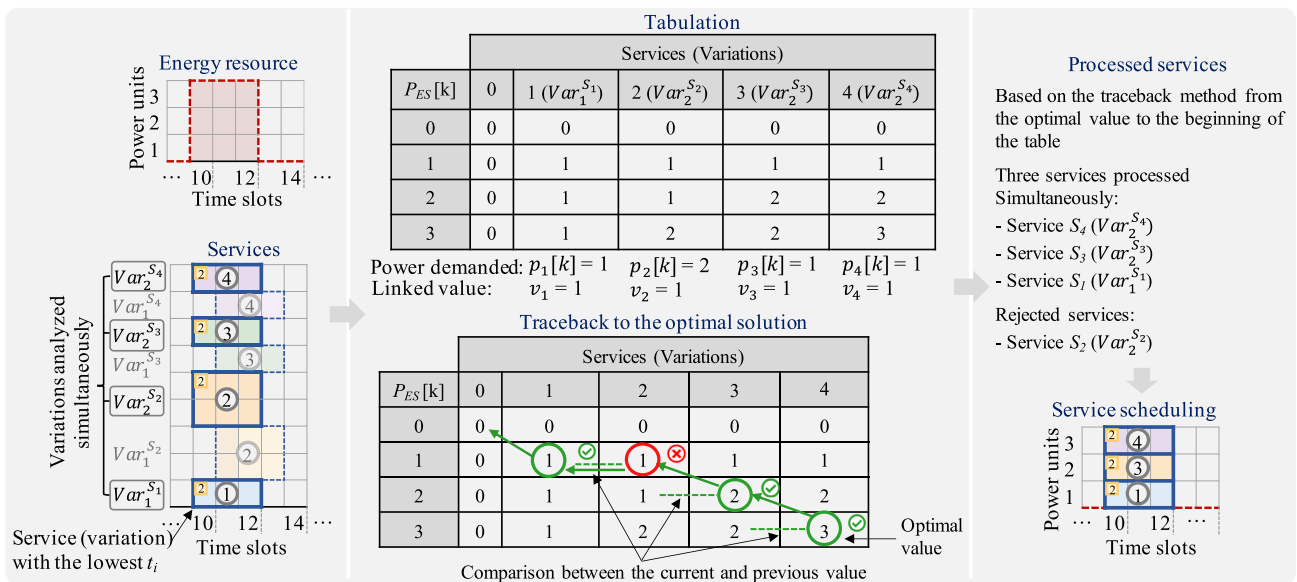 Energy resource
Power units
3
2
1
··· 10 12 14 ···
Time slots
Services
Variations analyzed
simultaneously
Var₂^S₄ 2 4
Var₁^S₄ 4
Var₂^S₃ 2 3
Var₁^S₃ 3
Var₂^S₂ 2 2
Var₁^S₂ 2
Var₁^S₁ 2 1
··· 10 12 14 ···
Time slots
Service (variation)
with the lowest tᵢ
Tabulation
Services (Variations)
P_ES[k] 0 1 (Var₁^S₁) 2 (Var₂^S₂) 3 (Var₂^S₃) 4 (Var₂^S₄)
0 0 0 0 0 0
1 0 1 1 1 1
2 0 1 1 2 2
3 0 1 2 2 3
Power demanded: p₁[k] = 1 p₂[k] = 2 p₃[k] = 1 p₄[k] = 1
Linked value: v₁ = 1 v₂ = 1 v₃ = 1 v₄ = 1
Traceback to the optimal solution
Services (Variations)
P_ES[k] 0 1 2 3 4
0 0 0 0 0 0
1 0 1 1 1 1
2 0 1 1 2 2
3 0 1 2 2 3
Optimal
value
Comparison between the current and previous value
Processed services
Based on the traceback method from
the optimal value to the beginning of
the table
Three services processed
Simultaneously:
- Service S₄ (Var₂^S₄)
- Service S₃ (Var₂^S₃)
- Service S₁ (Var₁^S₁)
Rejected services:
- Service S₂ (Var₂^S₂)
Service scheduling
Power units
3 2 4
2 2 3
1 2 1
··· 10 12 ···
Time slots